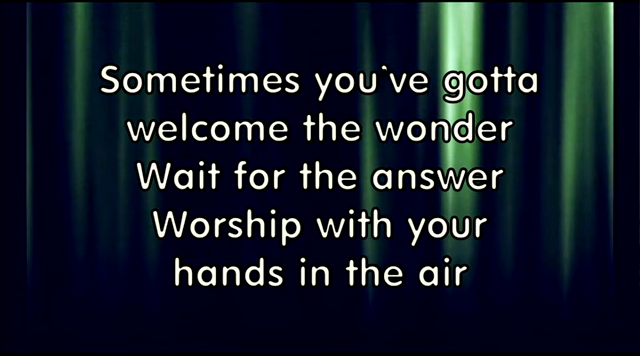 Sometimes you`ve gotta
welcome the wonder
Wait for the answer
Worship with your
hands in the air